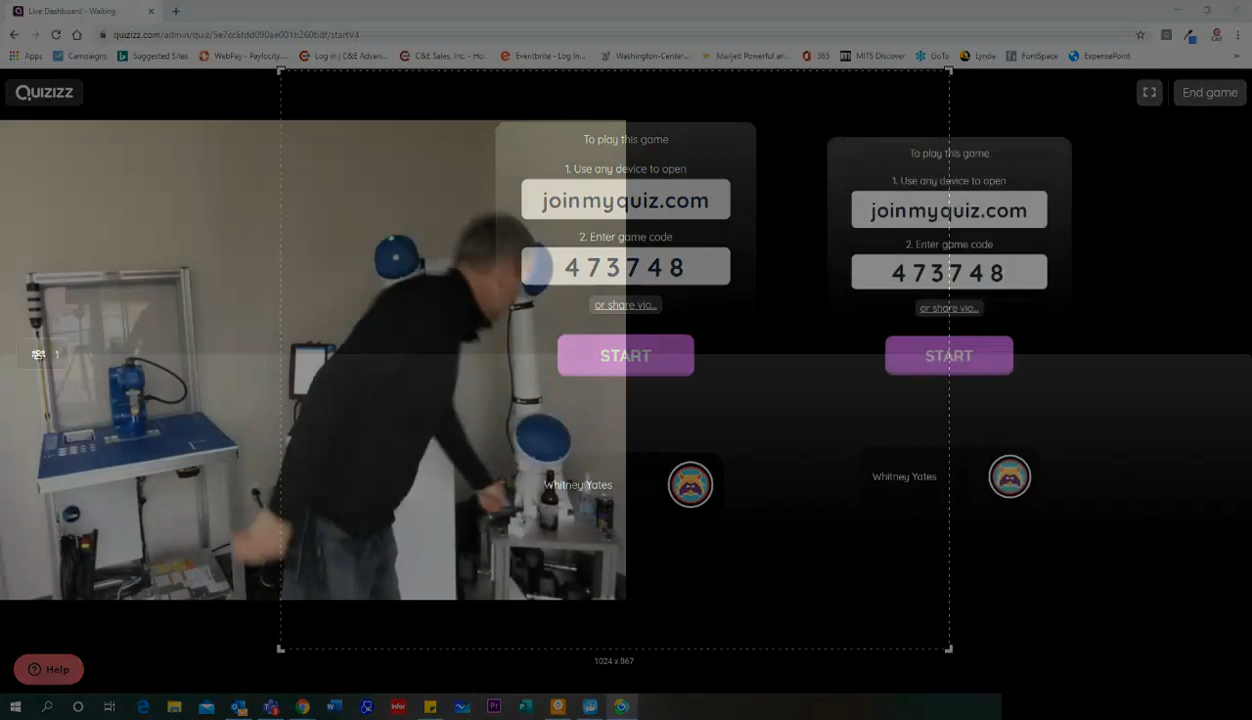 Live Dashboard - Waiting
quizizz.com/admin/quiz/5e7cc6fdd090ae001b260bdf/startV4
Apps Campaigns Suggested Sites WebPay - Paylocity... Log in | C&E Advan... C&E Sales, Inc. - Ho... Eventbrite - Log In... Washington-Center... Mailjet: Powerful an... 365 MITS Discover GoTo Lynda FontSpace ExpensePoint
Quizizz
End game
To play this game
1. Use any device to open
joinmyquiz.com
2. Enter game code
473748
or share via...
START
Whitney Yates
To play this game
1. Use any device to open
joinmyquiz.com
2. Enter game code
473748
or share via...
START
Whitney Yates
1
1024 x 867
Help
infor
Pr